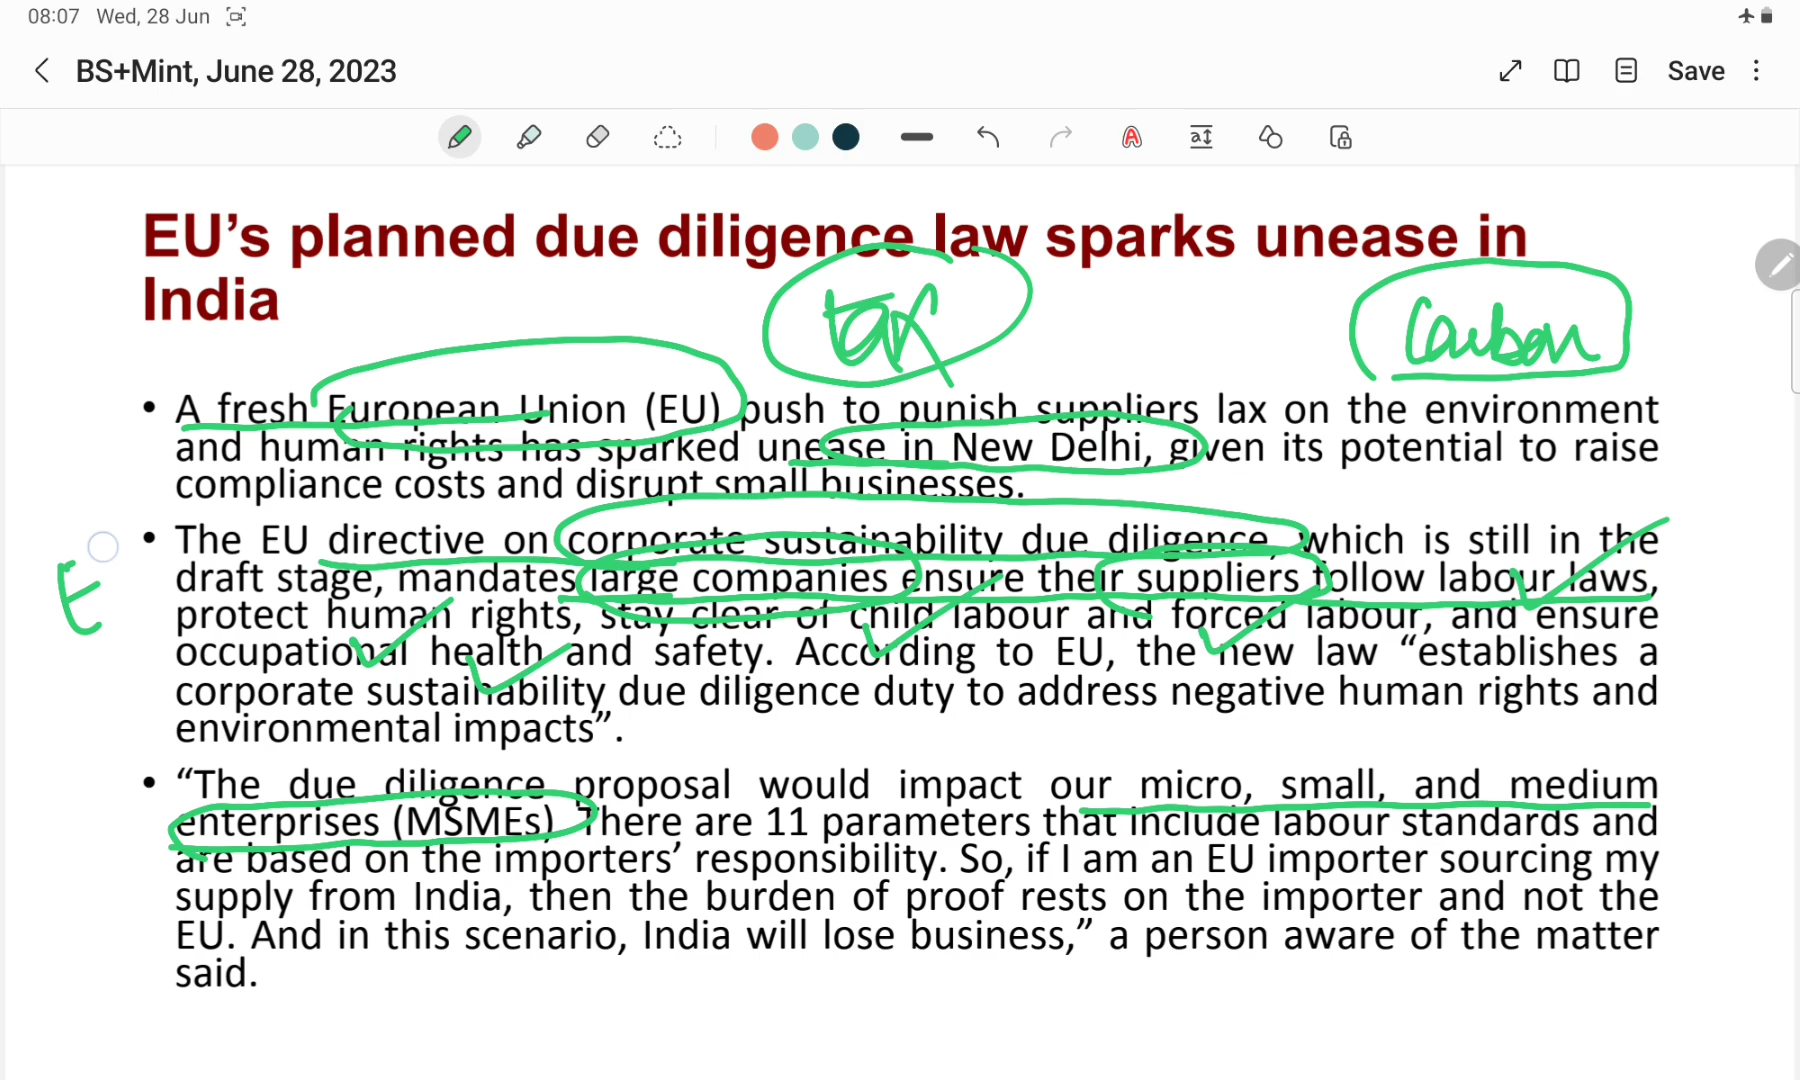 08:07 Wed, 28 Jun
BS+Mint, June 28, 2023
Save
EU’s planned due diligence law sparks unease in
India
tax
Carbon
• A fresh European Union (EU) push to punish suppliers lax on the environment
and human rights has sparked unease in New Delhi, given its potential to raise
compliance costs and disrupt small businesses.
• The EU directive on corporate sustainability due diligence, which is still in the
draft stage, mandates large companies ensure their suppliers follow labour laws,
E
protect human rights, stay clear of child labour and forced labour, and ensure
occupational health and safety. According to EU, the new law “establishes a
corporate sustainability due diligence duty to address negative human rights and
environmental impacts”.
• “The due diligence proposal would impact our micro, small, and medium
enterprises (MSMEs). There are 11 parameters that include labour standards and
are based on the importers’ responsibility. So, if I am an EU importer sourcing my
supply from India, then the burden of proof rests on the importer and not the
EU. And in this scenario, India will lose business,” a person aware of the matter
said.